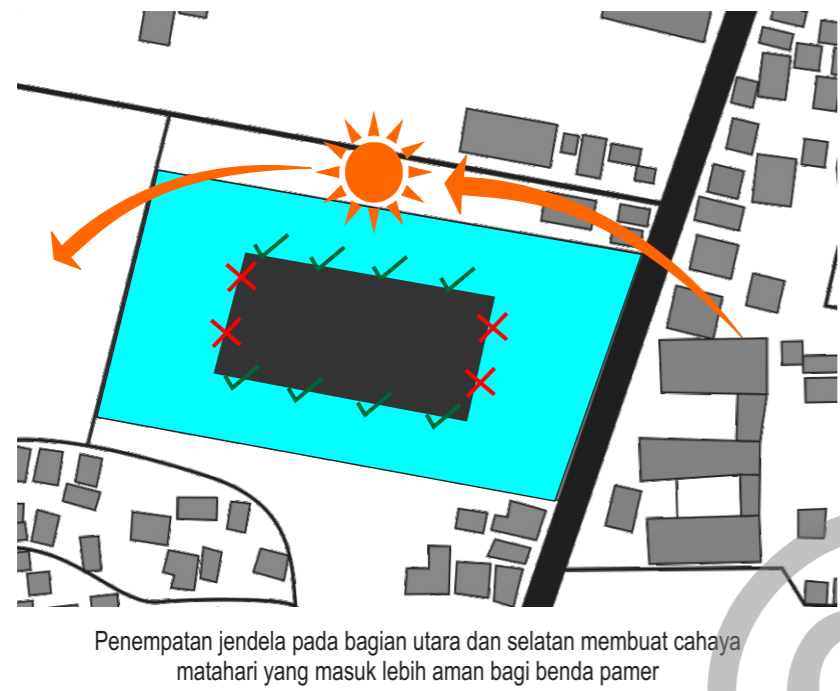 Penempatan jendela pada bagian utara dan selatan membuat cahaya
matahari yang masuk lebih aman bagi benda pamer